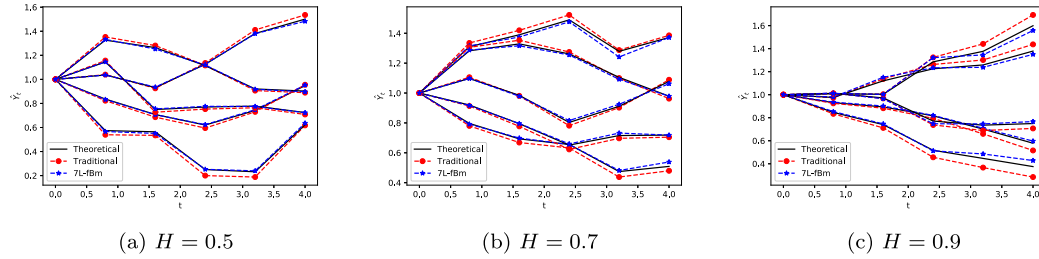 1.6
1.4
1.2
1.0
0.8
0.6
0.4
0.2
Ŷt
Theoretical
Traditional
7L-fBm
0,0 0,5 1,0 1,5 2,0 2,5 3,0 3,5 4,0
t
(a) H = 0.5
1.4
1.2
1.0
0.8
0.6
0.4
Ŷt
Theoretical
Traditional
7L-fBm
0,0 0,5 1,0 1,5 2,0 2,5 3,0 3,5 4,0
t
(b) H = 0.7
1.6
1.4
1.2
1.0
0.8
0.6
0.4
Ŷt
Theoretical
Traditional
7L-fBm
0,0 0,5 1,0 1,5 2,0 2,5 3,0 3,5 4,0
t
(c) H = 0.9